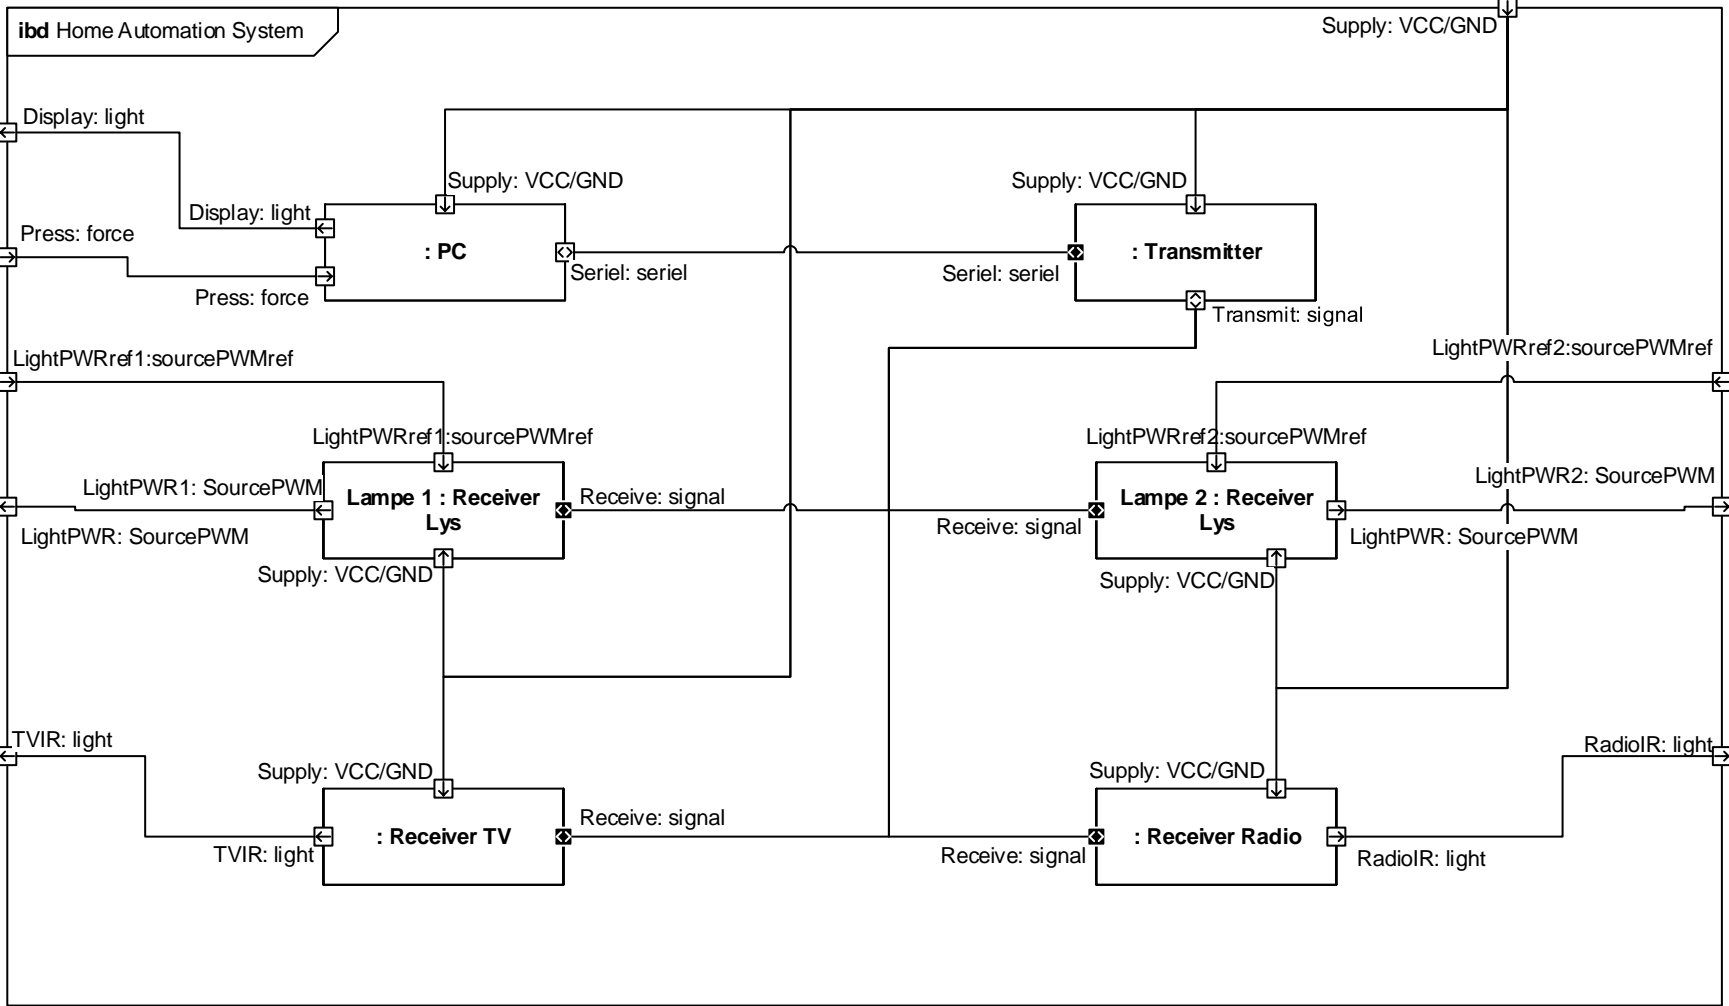 ibd Home Automation System
Supply: VCC/GND
Display: light
Supply: VCC/GND
Supply: VCC/GND
Display: light
Press: force
: PC
: Transmitter
Seriel: seriel
Seriel: seriel
Press: force
Transmit: signal
LightPWRref1:sourcePWMref
LightPWRref2:sourcePWMref
LightPWRref1:sourcePWMref
LightPWRref2:sourcePWMref
LightPWR1: SourcePWM
LightPWR2: SourcePWM
Lampe 1 : Receiver
Lys
Receive: signal
Lampe 2 : Receiver
Lys
Receive: signal
LightPWR: SourcePWM
LightPWR: SourcePWM
Supply: VCC/GND
Supply: VCC/GND
TVIR: light
RadioIR: light
Supply: VCC/GND
Supply: VCC/GND
Receive: signal
: Receiver TV
: Receiver Radio
TVIR: light
Receive: signal
RadioIR: light